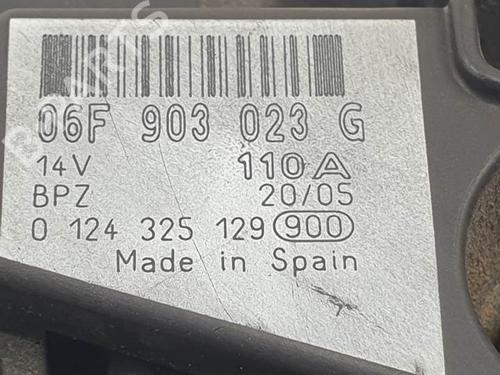 06F 903 023 G
14V 110A
BPZ 20/05
0 124 325 129 900
Made in Spain